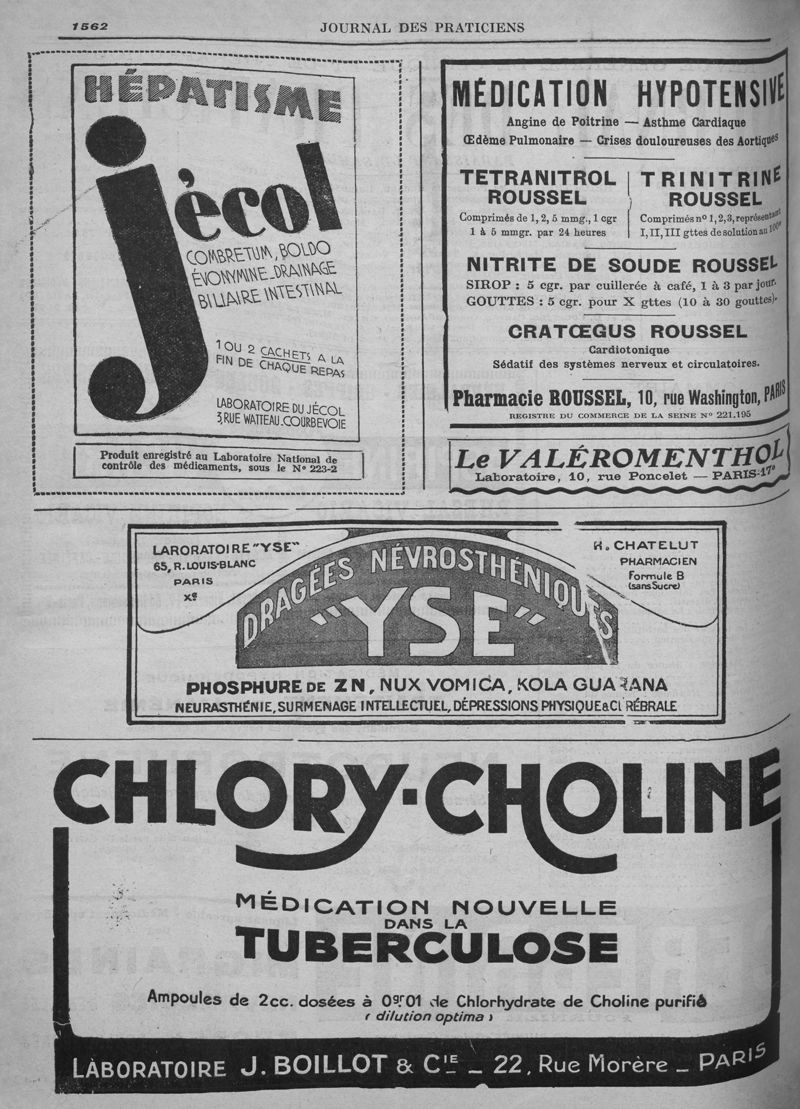 1562
JOURNAL DES PRATICIENS
HÉPATISME
jécol
COMBRETUM, BOLDO
ÉVONYMINE_DRAINAGE
BILIAIRE INTESTINAL
1 OU 2 CACHETS A LA
FIN DE CHAQUE REPAS
LABORATOIRE DU JÉCOL
3, RUE WATTEAU_COURBEVOIE
Produit enregistré au Laboratoire National de
contrôle des médicaments, sous le No 223-2
MÉDICATION HYPOTENSIVE
Angine de Poitrine — Asthme Cardiaque
Œdème Pulmonaire — Crises douloureuses des Aortiques
TETRANITROL
ROUSSEL
Comprimés de 1, 2, 5 mmg., 1 cgr
1 à 5 mmgr. par 24 heures
TRINITRINE
ROUSSEL
Comprimés nos 1, 2, 3, représentant
I, II, III gttes de solution au 100e
NITRITE DE SOUDE ROUSSEL
SIROP : 5 cgr. par cuillerée à café, 1 à 3 par jour.
GOUTTES : 5 cgr. pour X gttes (10 à 30 gouttes).
CRATŒGUS ROUSSEL
Cardiotonique
Sédatif des systèmes nerveux et circulatoires.
Pharmacie ROUSSEL, 10, rue Washington, PARIS
REGISTRE DU COMMERCE DE LA SEINE No 221.195
Le VALÉROMENTHOL
Laboratoire, 10, rue Poncelet — PARIS-17e
LARORATOIRE "YSE"
65, R. LOUIS-BLANC
PARIS
Xe
DRAGÉES NÉVROSTHÉNIQUES
"YSE"
H. CHATELUT
PHARMACIEN
Formule B
(sans Sucre)
PHOSPHURE DE ZN, NUX VOMICA, KOLA GUARANA
NEURASTHÉNIE, SURMENAGE INTELLECTUEL, DÉPRESSIONS PHYSIQUE & CÉRÉBRALE
CHLORY-CHOLINE
MÉDICATION NOUVELLE
DANS LA
TUBERCULOSE
Ampoules de 2cc. dosées à 0gr.01 de Chlorhydrate de Choline purifié
(dilution optima)
LABORATOIRE J. BOILLOT & CIE _ 22, Rue Morère _ PARIS